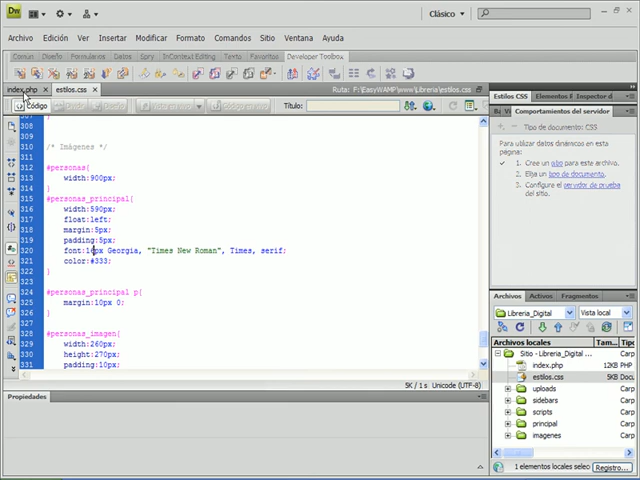 Dw
Clásico
Archivo Edición Ver Insertar Modificar Formato Comandos Sitio Ventana Ayuda
Común Diseño Formularios Datos Spry InContext Editing Texto Favoritos Developer Toolbox
index.php estilos.css Ruta: F:\EasyWAMP\www\Libreria\estilos.css
Código Dividir Diseño Título:
307 }
308
309
310 /* Imágenes */
311
312 #personas{
313 width:900px;
314 }
315 #personas_principal{
316 width:590px;
317 float:left;
318 margin:5px;
319 padding:5px;
320 font:16px Georgia, "Times New Roman", Times, serif;
321 color:#333;
322 }
323
324 #personas_principal p{
325 margin:10px 0;
326 }
327
328 #personas_imagen{
329 width:260px;
330 height:270px;
331 padding:10px;
5K / 1 s Unicode (UTF-8)
Propiedades
Estilos CSS Elementos Inspector d
Comportamientos del servidor
Tipo de documento: CSS
Para utilizar datos dinámicos en esta
página:
1. Cree un sitio para este archivo.
2. Elija un tipo de documento.
3. Configure el servidor de prueba
del sitio.
Archivos Activos Fragmentos
Libreria_Digital Vista local
Archivos locales Tam... Tipo
Sitio - Libreria_Digital ... Carp
index.php 12KB PHP
estilos.css 5KB Docu
uploads Carp
sidebars Carp
scripts Carp
principal Carp
imagenes Carp
1 elementos locales selec Registro...